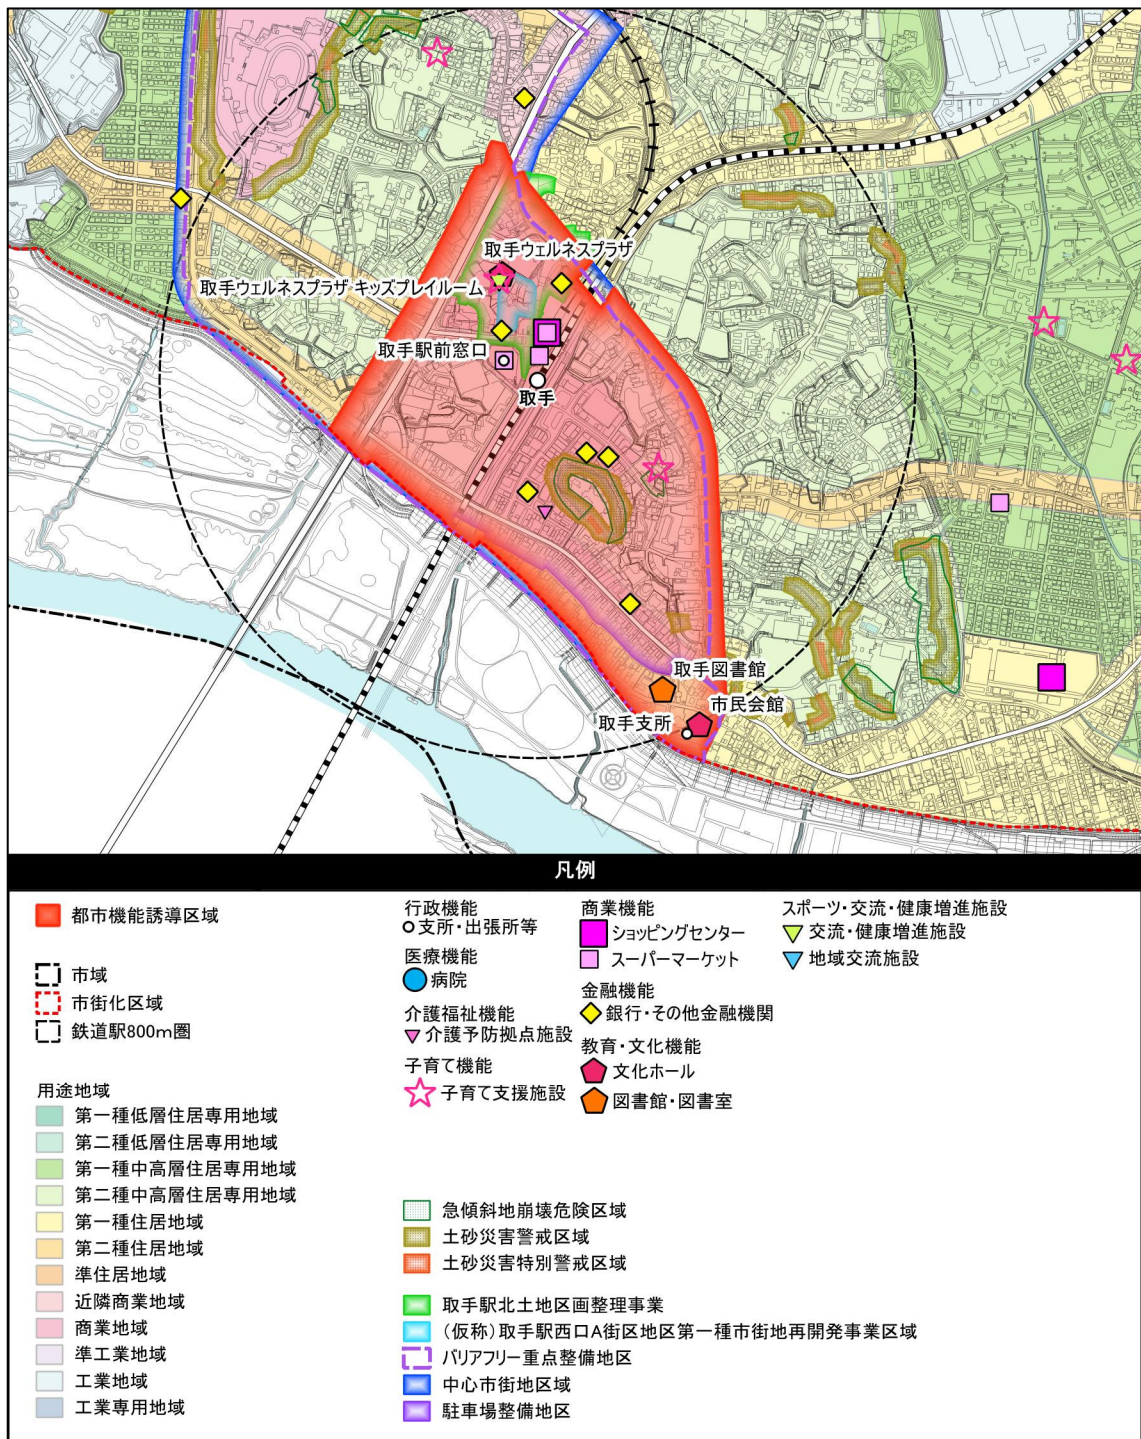 取手ウェルネスプラザ
取手ウェルネスプラザ キッズプレイルーム
取手駅前窓口
取手
取手図書館
市民会館
取手支所
凡例
都市機能誘導区域
市域
市街化区域
鉄道駅800m圏
用途地域
第一種低層住居専用地域
第二種低層住居専用地域
第一種中高層住居専用地域
第二種中高層住居専用地域
第一種住居地域
第二種住居地域
準住居地域
近隣商業地域
商業地域
準工業地域
工業地域
工業専用地域
行政機能
支所・出張所等
医療機能
病院
介護福祉機能
介護予防拠点施設
子育て機能
子育て支援施設
商業機能
ショッピングセンター
スーパーマーケット
金融機能
銀行・その他金融機関
教育・文化機能
文化ホール
図書館・図書室
スポーツ・交流・健康増進施設
交流・健康増進施設
地域交流施設
急傾斜地崩壊危険区域
土砂災害警戒区域
土砂災害特別警戒区域
取手駅北土地区画整理事業
（仮称）取手駅西口A街区地区第一種市街地再開発事業区域
バリアフリー重点整備地区
中心市街地区域
駐車場整備地区